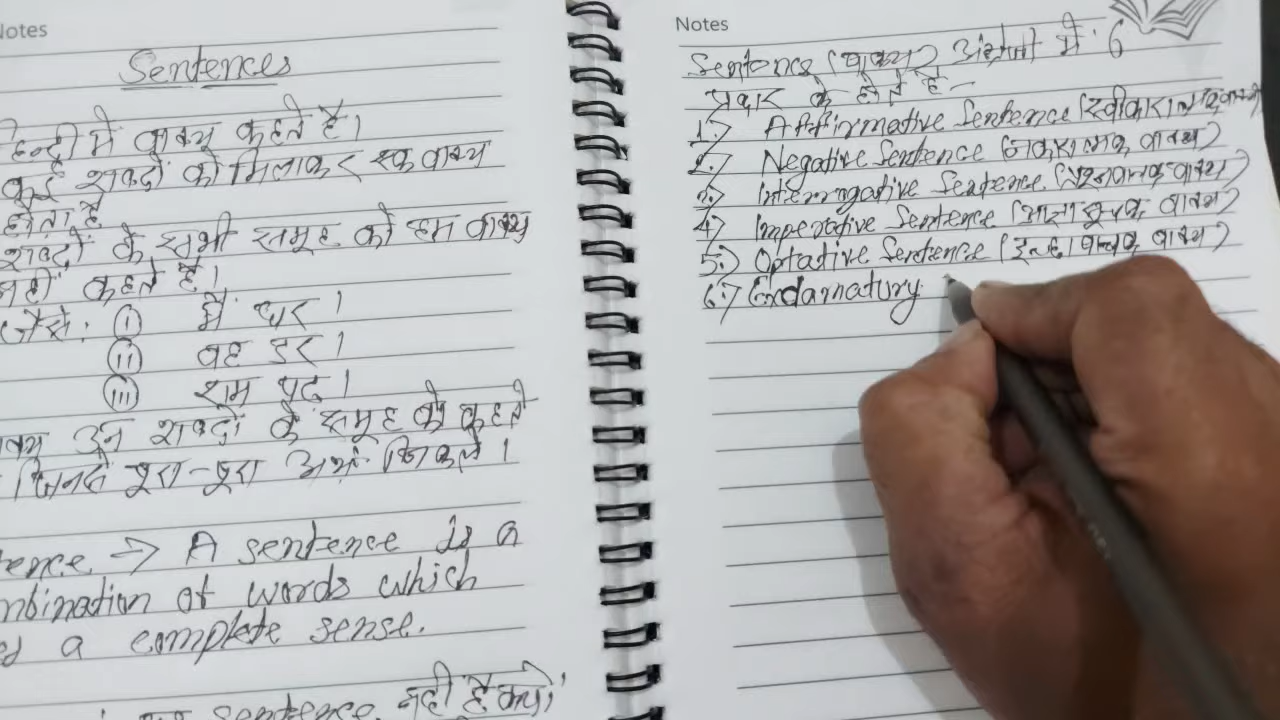 Notes
Sentences
हिन्दी में वाक्य कहते है।
कई शब्दों को मिलाकर एक वाक्य
होता है
शब्दों के सभी समूह को हम वाक्य
नहीं कहते है।
जैसे: (i) मैं घर।
(ii) वह डर।
(iii) राम पढ़।
उन शब्दों के समूह को कहते
जिनसे पूरा-पूरा अर्थ निकले।
tence → A sentence is a
mbination of words which
a complete sense.
sentence नहीं है क्यों
Notes
Sentence (वाक्य) अंग्रेजी में 6
प्रकार के होते है -
1.) Affirmative Sentence (स्वीकारात्मक वाक्य
2.) Negative Sentence (नकारात्मक वाक्य)
3.) Interrogative Sentence (प्रश्नवाचक वाक्य)
4.) Imperative Sentence (आज्ञासूचक वाक्य)
5.) Optative Sentence (इच्छावाचक वाक्य)
6.) Exclamatury